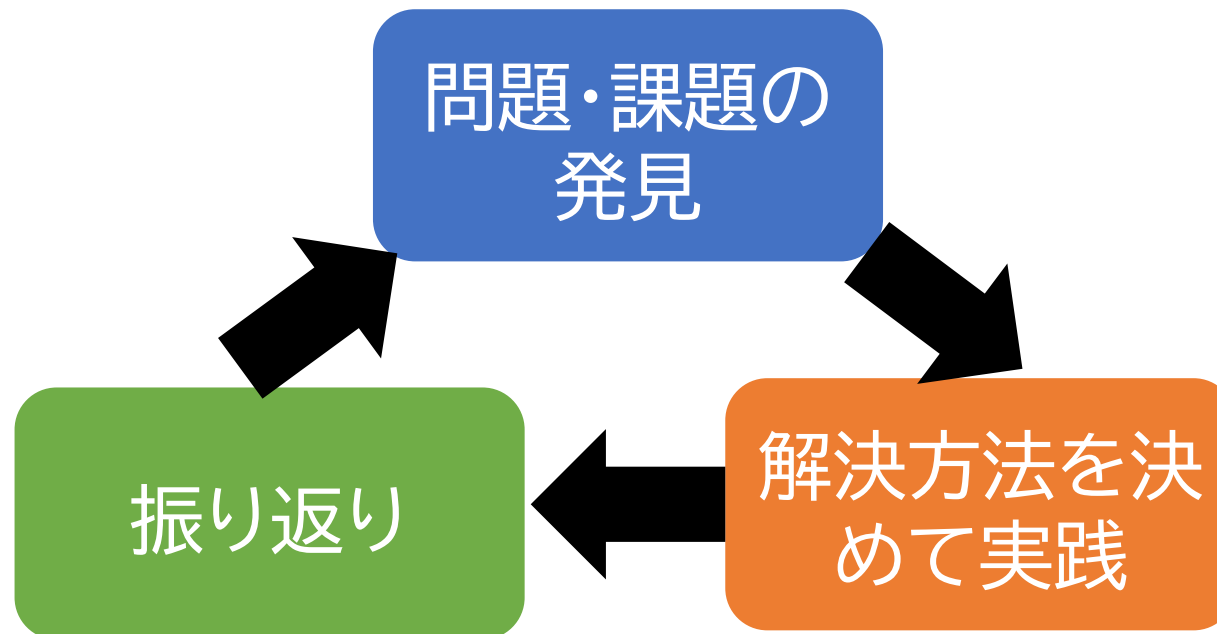 問題・課題の
発見
解決方法を決
めて実践
振り返り